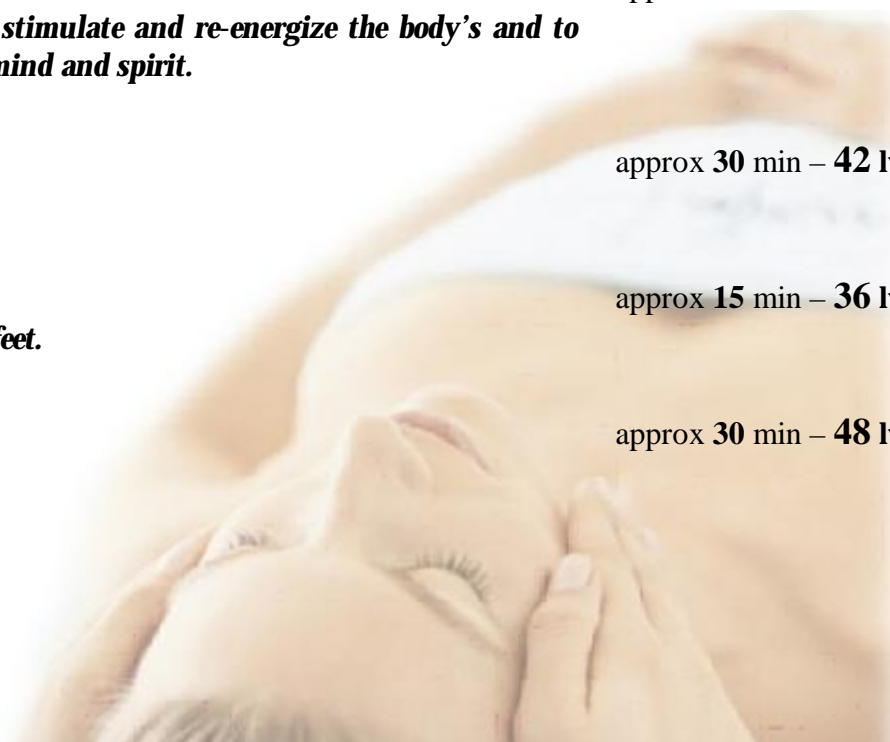 stimulate and re-energize the body's and to
mind and spirit.
approx 30 min – 42
approx 15 min – 36
feet.
approx 30 min – 48